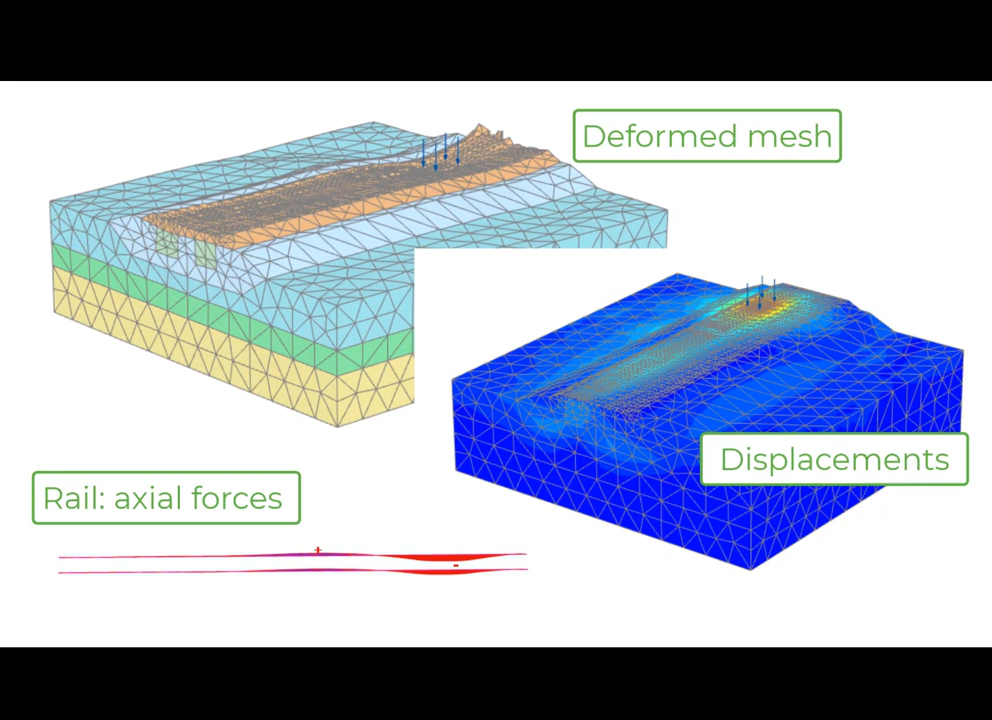 Deformed mesh
Displacements
Rail: axial forces
+
-